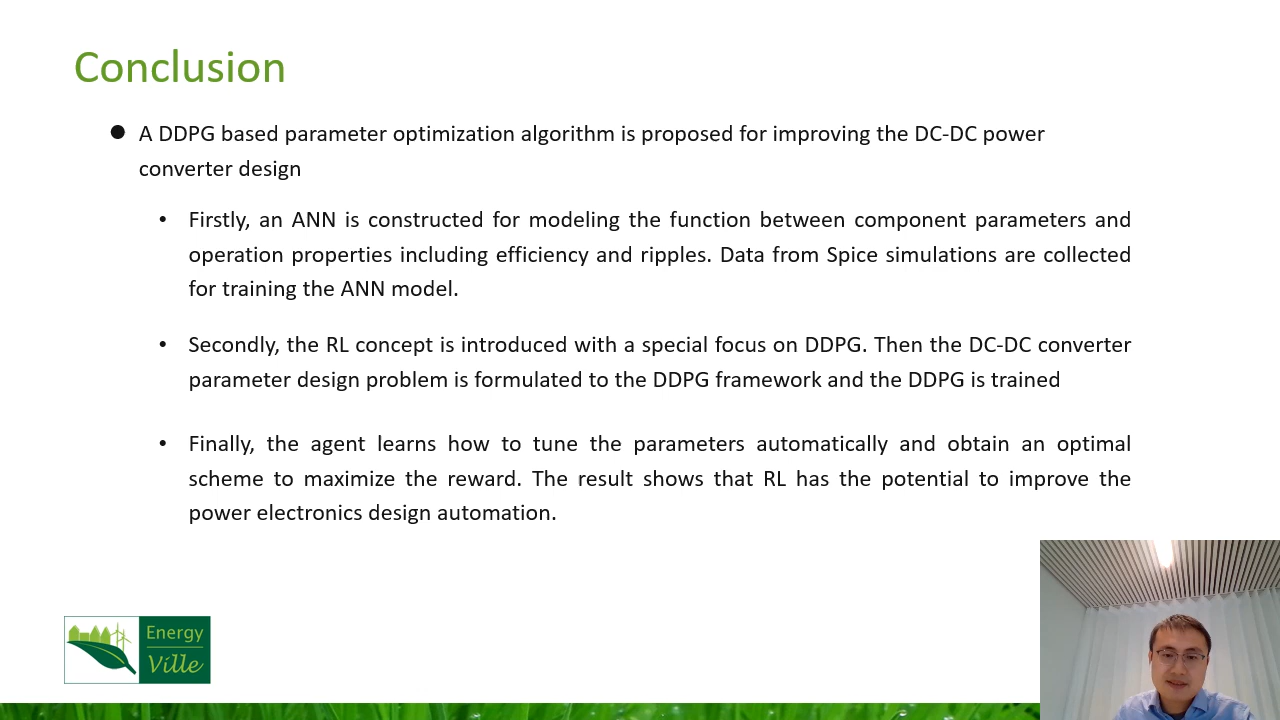 Conclusion
● A DDPG based parameter optimization algorithm is proposed for improving the DC-DC power
converter design
• Firstly, an ANN is constructed for modeling the function between component parameters and
operation properties including efficiency and ripples. Data from Spice simulations are collected
for training the ANN model.
• Secondly, the RL concept is introduced with a special focus on DDPG. Then the DC-DC converter
parameter design problem is formulated to the DDPG framework and the DDPG is trained
• Finally, the agent learns how to tune the parameters automatically and obtain an optimal
scheme to maximize the reward. The result shows that RL has the potential to improve the
power electronics design automation.
Energy
Ville